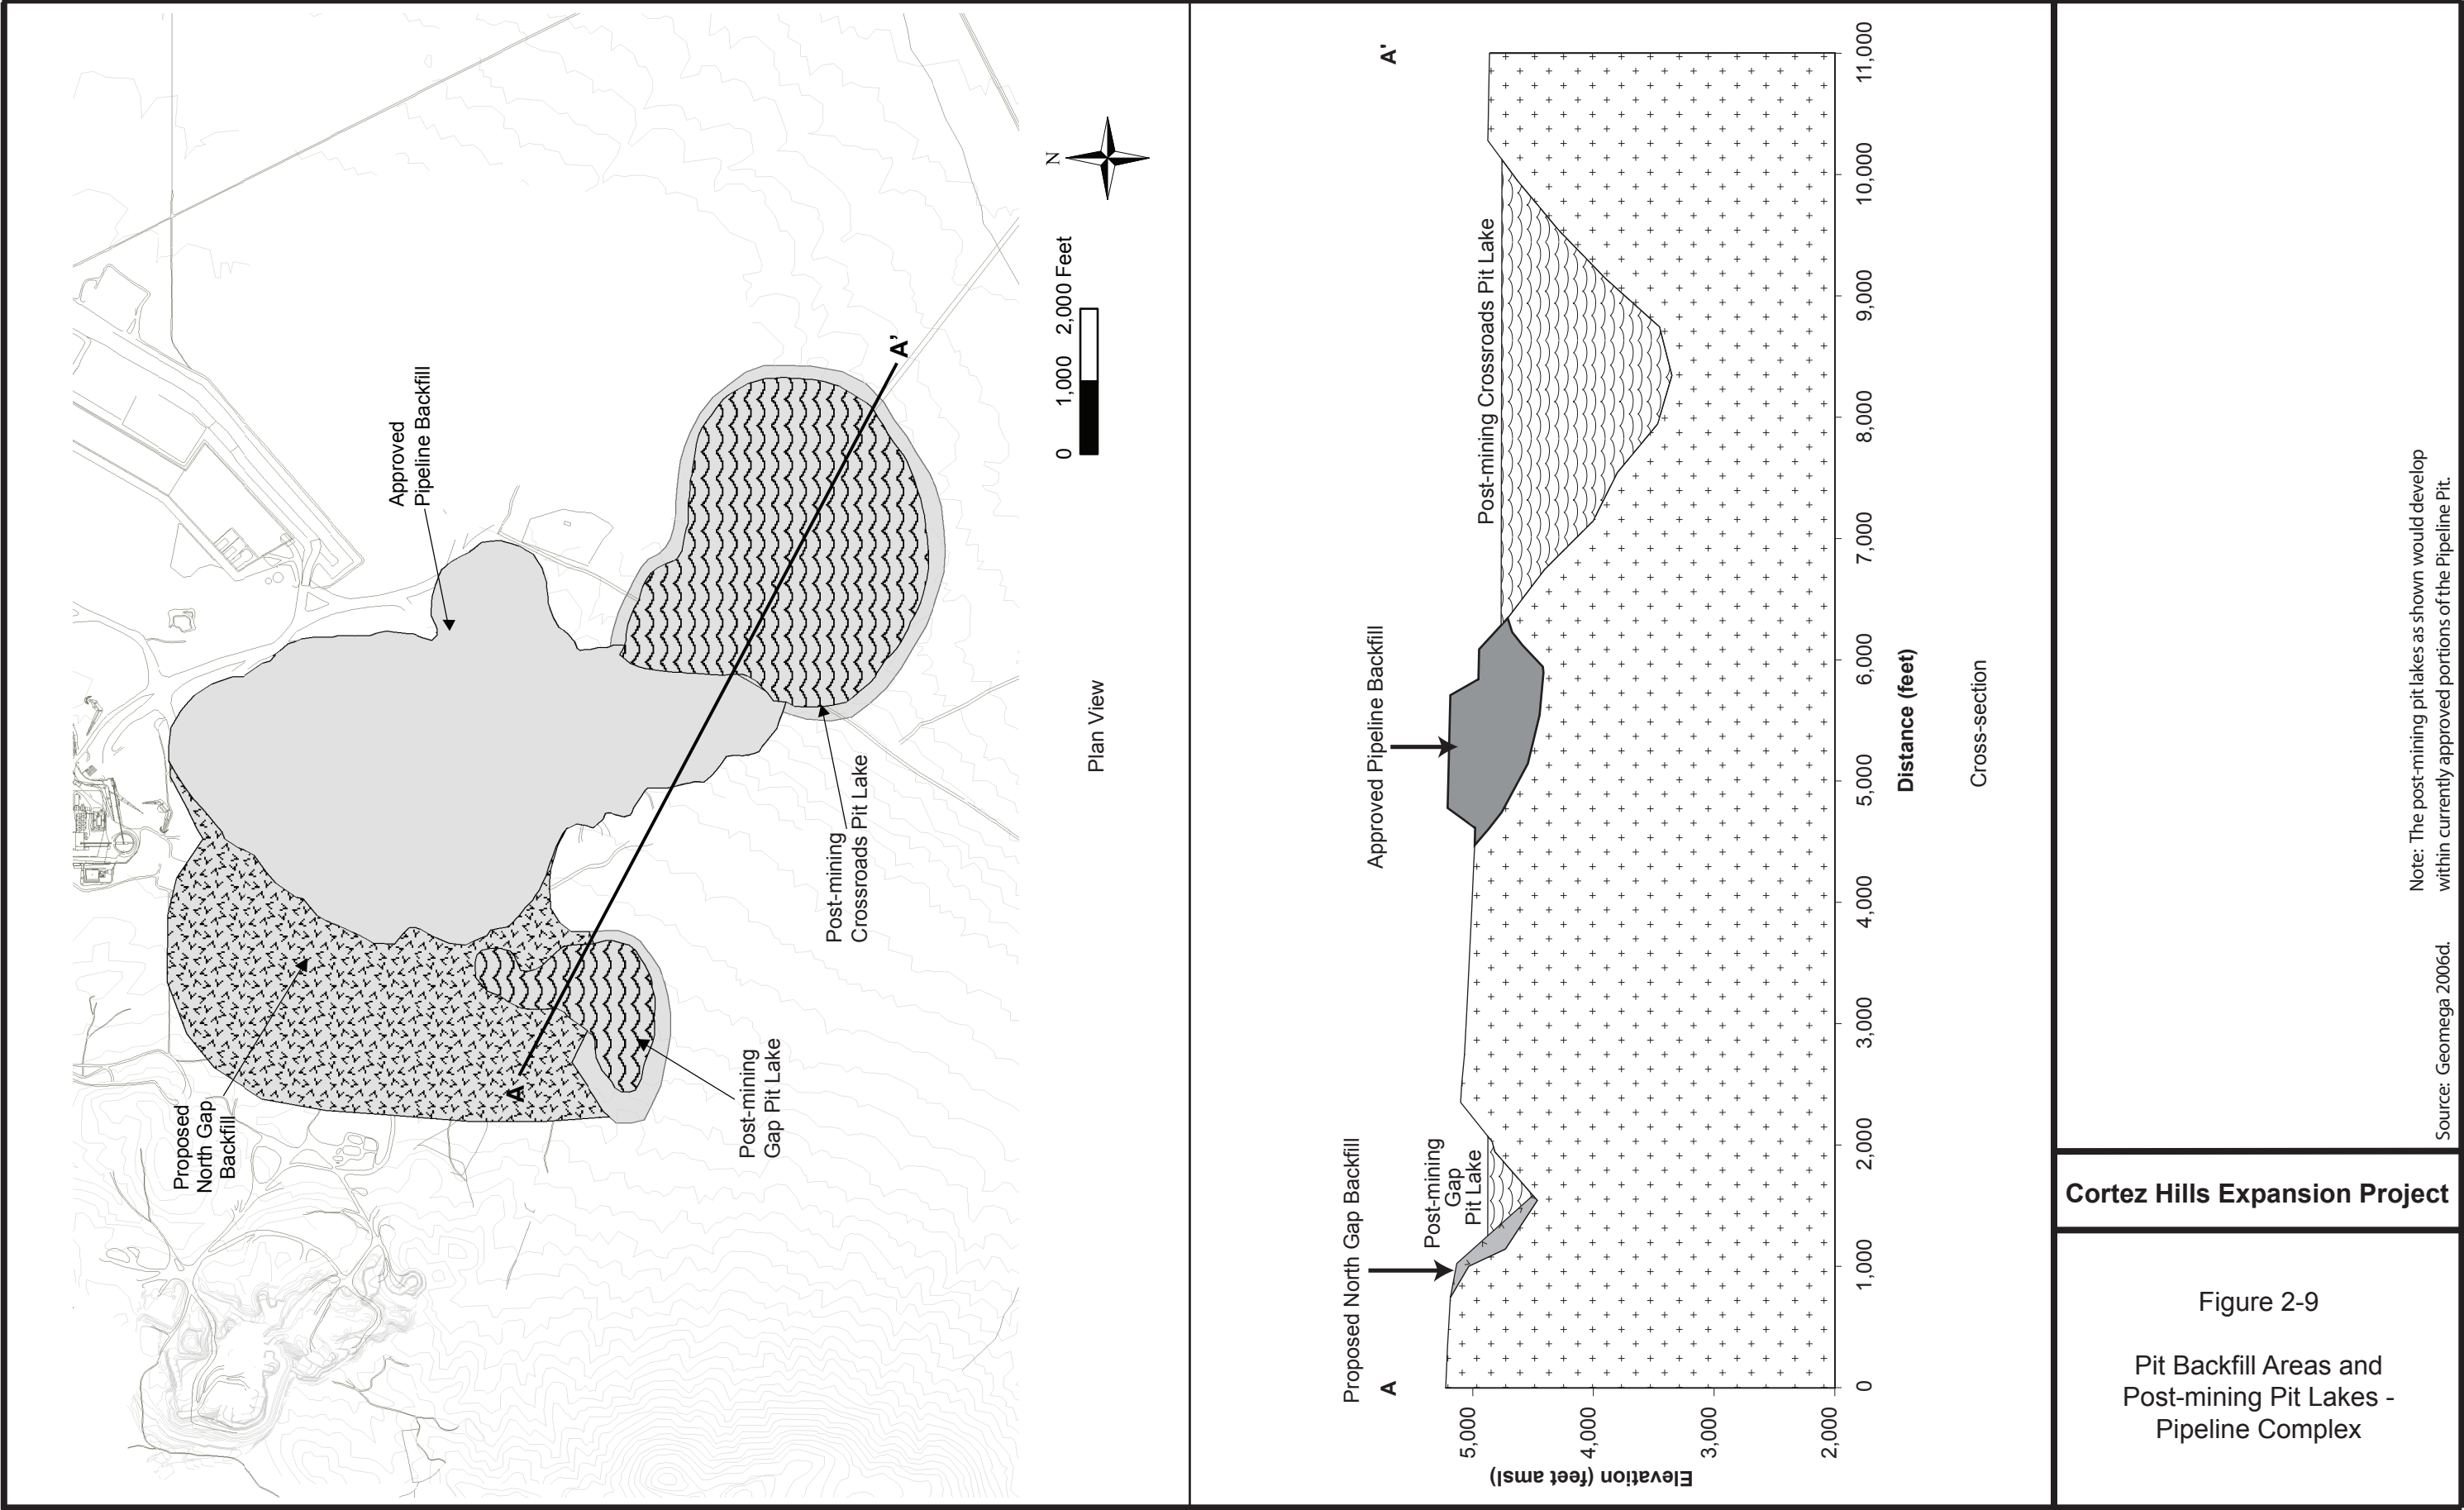 Approved
Pipeline Backfill
Proposed
North Gap
Backfill
Post-mining
Gap Pit Lake
Post-mining
Crossroads Pit Lake
A
A'
N
0 1,000 2,000 Feet
Plan View
A
A'
Proposed North Gap Backfill
Post-mining
Gap
Pit Lake
Approved Pipeline Backfill
Post-mining Crossroads Pit Lake
Elevation (feet amsl)
5,000
4,000
3,000
2,000
0 1,000 2,000 3,000 4,000 5,000 6,000 7,000 8,000 9,000 10,000 11,000
Distance (feet)
Cross-section
Note: The post-mining pit lakes as shown would develop
within currently approved portions of the Pipeline Pit.
Source: Geomega 2006d.
Cortez Hills Expansion Project
Figure 2-9
Pit Backfill Areas and
Post-mining Pit Lakes -
Pipeline Complex